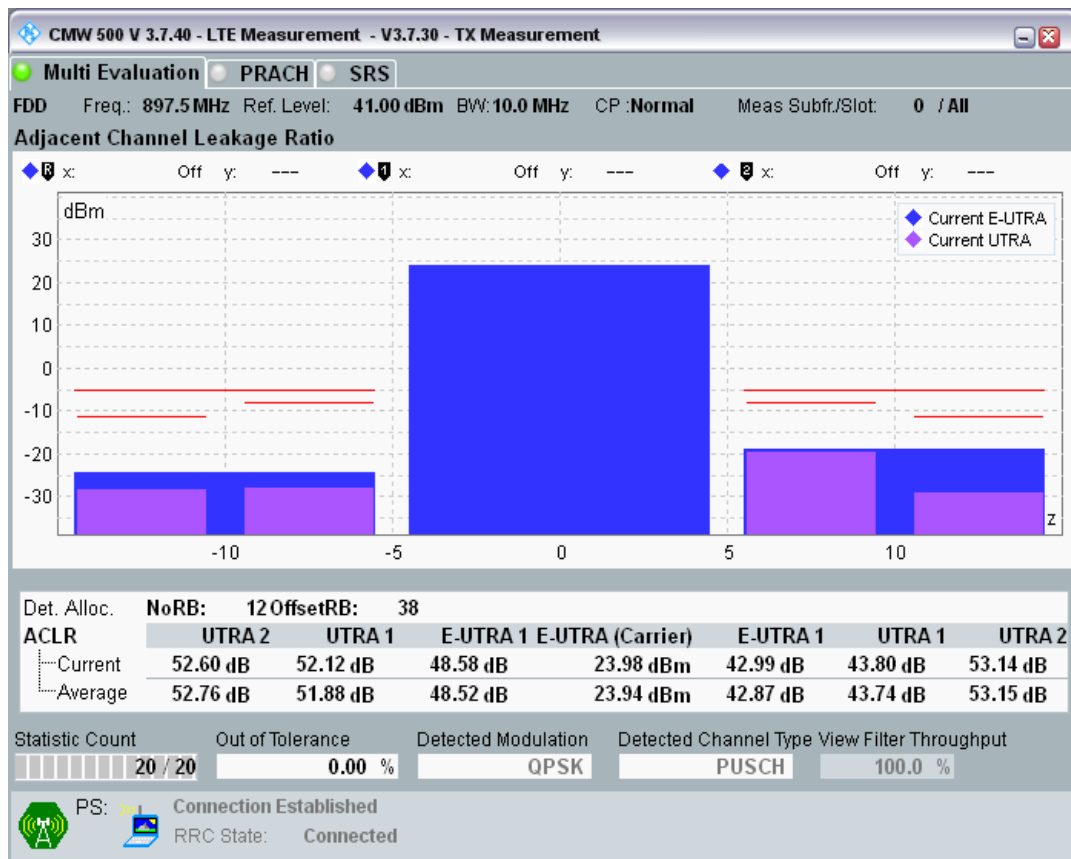 CMW 500 V 3.7.40 - LTE Measurement - V3.7.30 - TX Measurement
Multi Evaluation PRACH SRS
FDD Freq.: 897.5 MHz Ref. Level: 41.00 dBm BW: 10.0 MHz CP :Normal Meas Subfr./Slot: 0 / All
Adjacent Channel Leakage Ratio
R x: Off y: --- 1 x: Off y: --- 2 x: Off y: ---
dBm
Current E-UTRA
Current UTRA
30
20
10
0
-10
-20
-30
z
-10 -5 0 5 10
Det. Alloc. NoRB: 12 OffsetRB: 38
ACLR UTRA 2 UTRA 1 E-UTRA 1 E-UTRA (Carrier) E-UTRA 1 UTRA 1 UTRA 2
Current 52.60 dB 52.12 dB 48.58 dB 23.98 dBm 42.99 dB 43.80 dB 53.14 dB
Average 52.76 dB 51.88 dB 48.52 dB 23.94 dBm 42.87 dB 43.74 dB 53.15 dB
Statistic Count Out of Tolerance Detected Modulation Detected Channel Type View Filter Throughput
20 / 20 0.00 % QPSK PUSCH 100.0 %
PS: Connection Established
RRC State: Connected